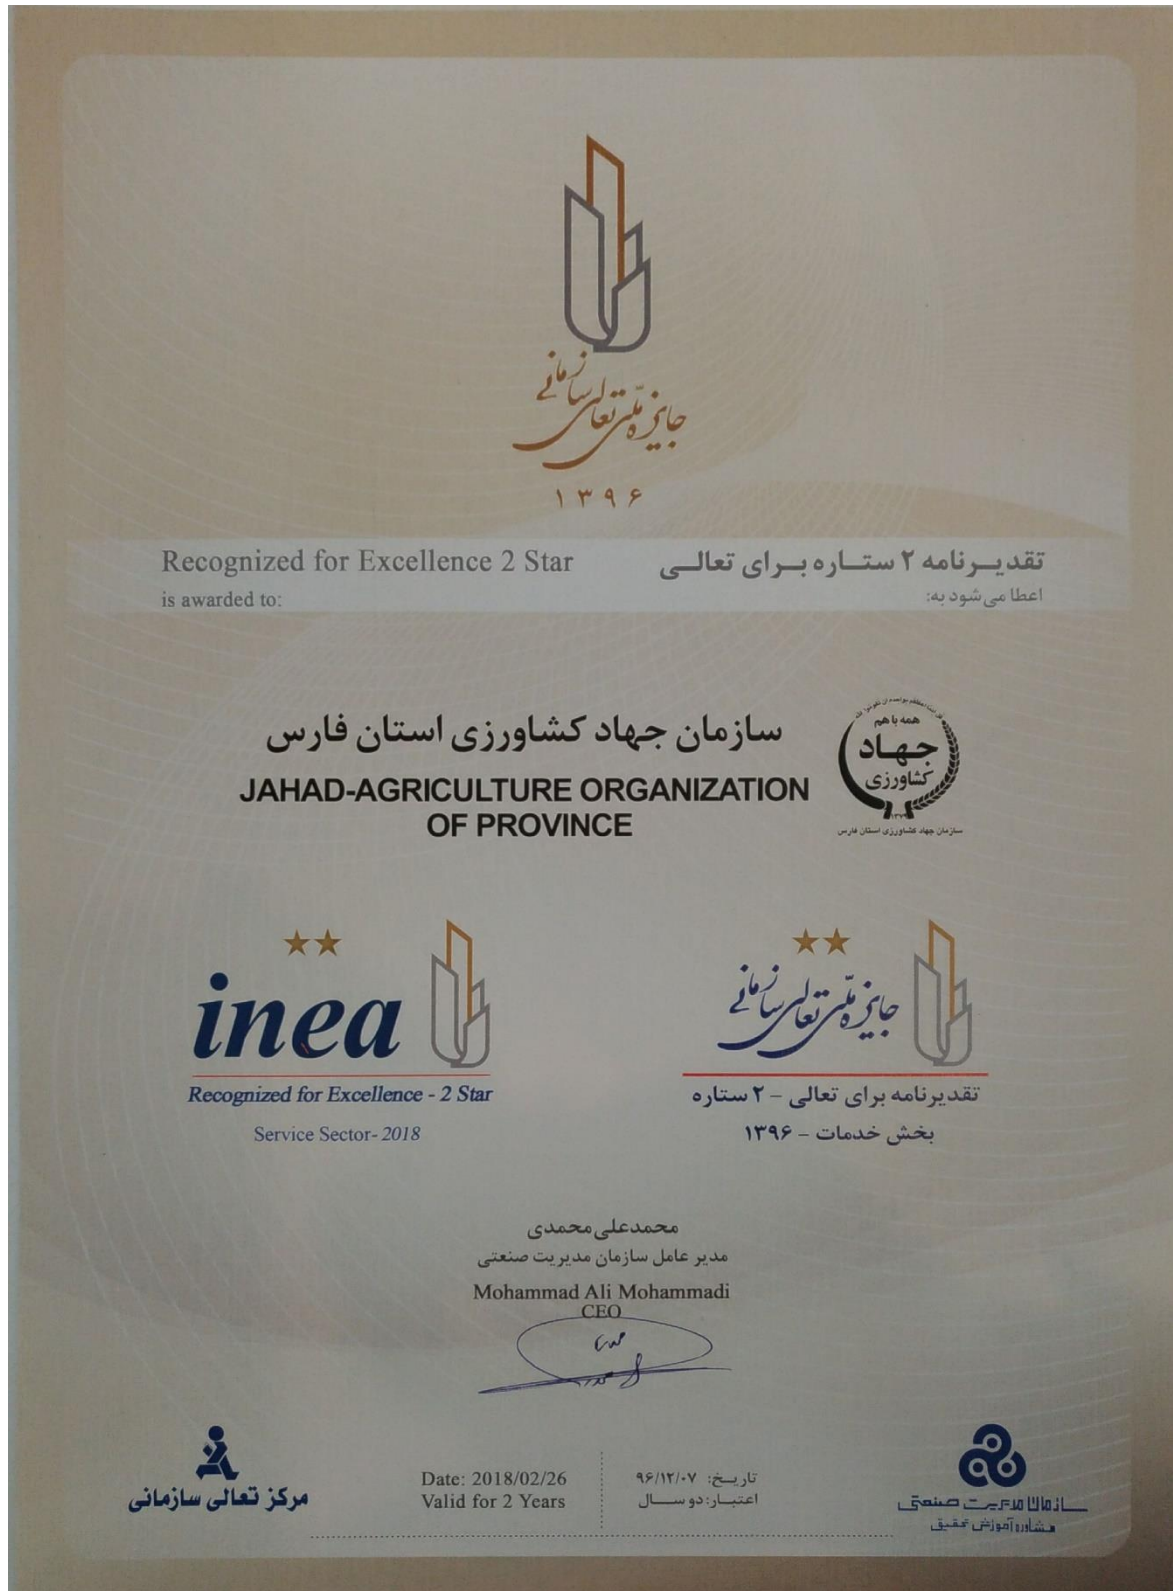 جایزه ملّی تعالی سازمانی
۱۳۹۶
Recognized for Excellence 2 Star
تقدیرنامه ۲ ستاره برای تعالی
is awarded to:
اعطا می‌شود به:
سازمان جهاد کشاورزی استان فارس
JAHAD-AGRICULTURE ORGANIZATION
OF PROVINCE
همه با هم
جهاد
کشاورزی
۱۳۷۹
سازمان جهاد کشاورزی استان فارس
inea
Recognized for Excellence - 2 Star
Service Sector- 2018
جایزه ملّی تعالی سازمانی
تقدیرنامه برای تعالی – ۲ ستاره
بخش خدمات – ۱۳۹۶
محمدعلی محمدی
مدیر عامل سازمان مدیریت صنعتی
Mohammad Ali Mohammadi
CEO
مرکز تعالی سازمانی
Date: 2018/02/26
Valid for 2 Years
تاریخ: ۹۶/۱۲/۰۷
اعتبار: دو سال
سازمان مدیریت صنعتی
مشاوره آموزش تحقیق